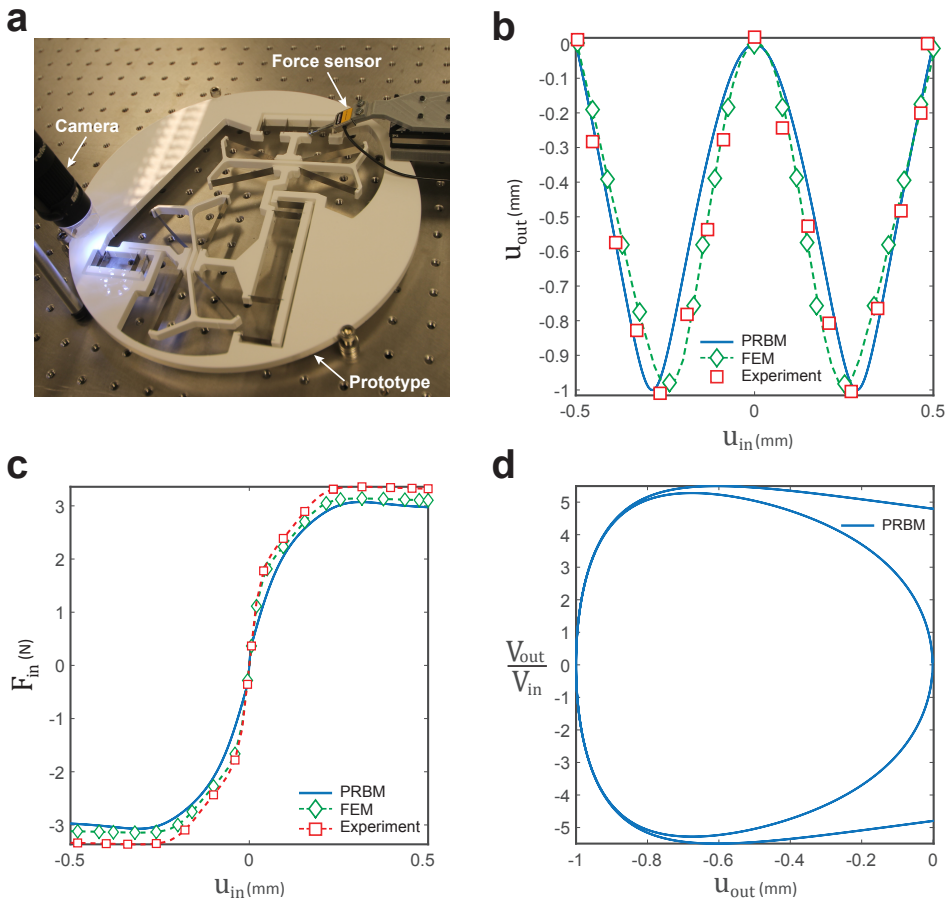 a
Force sensor
Camera
Prototype
b
0
-0.1
-0.2
-0.3
-0.4
-0.5
-0.6
-0.7
-0.8
-0.9
-1
u_out (mm)
PRBM
FEM
Experiment
-0.5 0 0.5
u_in (mm)
c
3
2
1
0
-1
-2
-3
F_in (N)
PRBM
FEM
Experiment
-0.5 0 0.5
u_in (mm)
d
5
4
3
2
1
0
-1
-2
-3
-4
-5
V_out
V_in
PRBM
-1 -0.8 -0.6 -0.4 -0.2 0
u_out (mm)